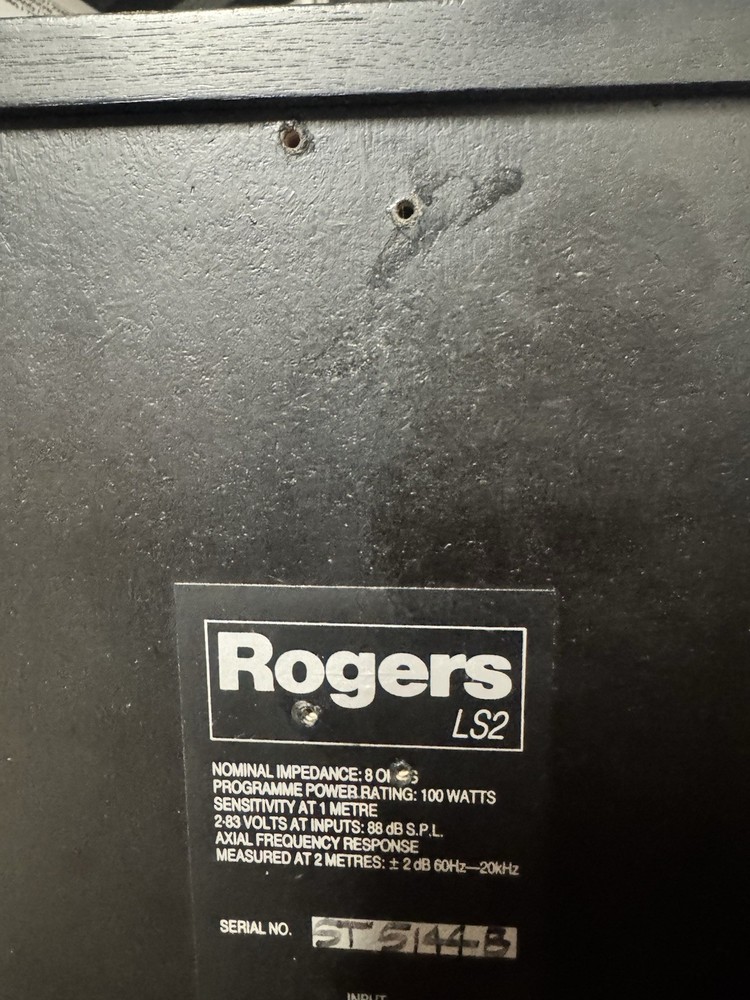 Rogers
LS2
NOMINAL IMPEDANCE: 8
PROGRAMME POWER RATING: 100 WATTS
SENSITIVITY AT 1 METRE
2·83 VOLTS AT INPUTS: 88 dB S.P.L.
AXIAL FREQUENCY RESPONSE
MEASURED AT 2 METRES: ± 2 dB 60Hz—20kHz
SERIAL NO. ST 5144-B
INPUT